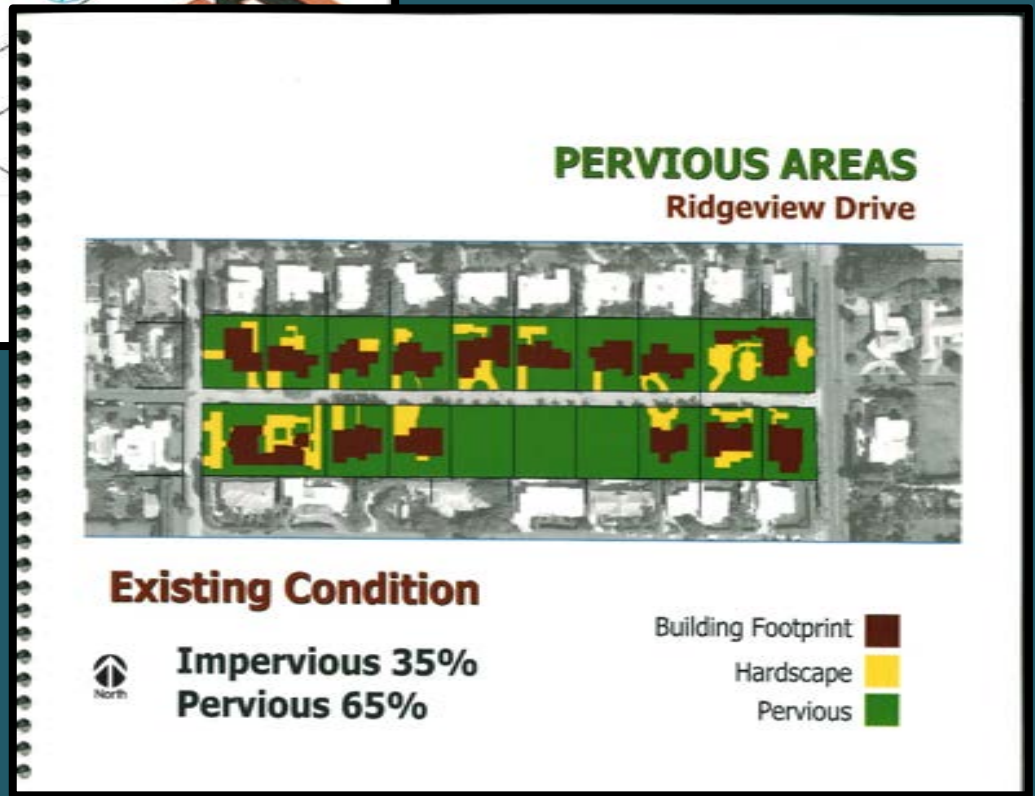 PERVIOUS AREAS
Ridgeview Drive
Existing Condition
North
Impervious 35%
Pervious 65%
Building Footprint
Hardscape
Pervious